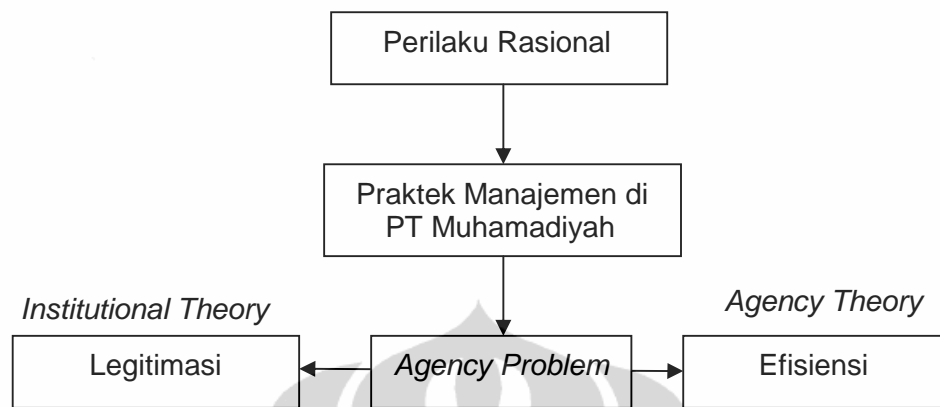 Perilaku Rasional
Praktek Manajemen di
PT Muhamadiyah
Institutional Theory
Agency Theory
Legitimasi
Agency Problem
Efisiensi